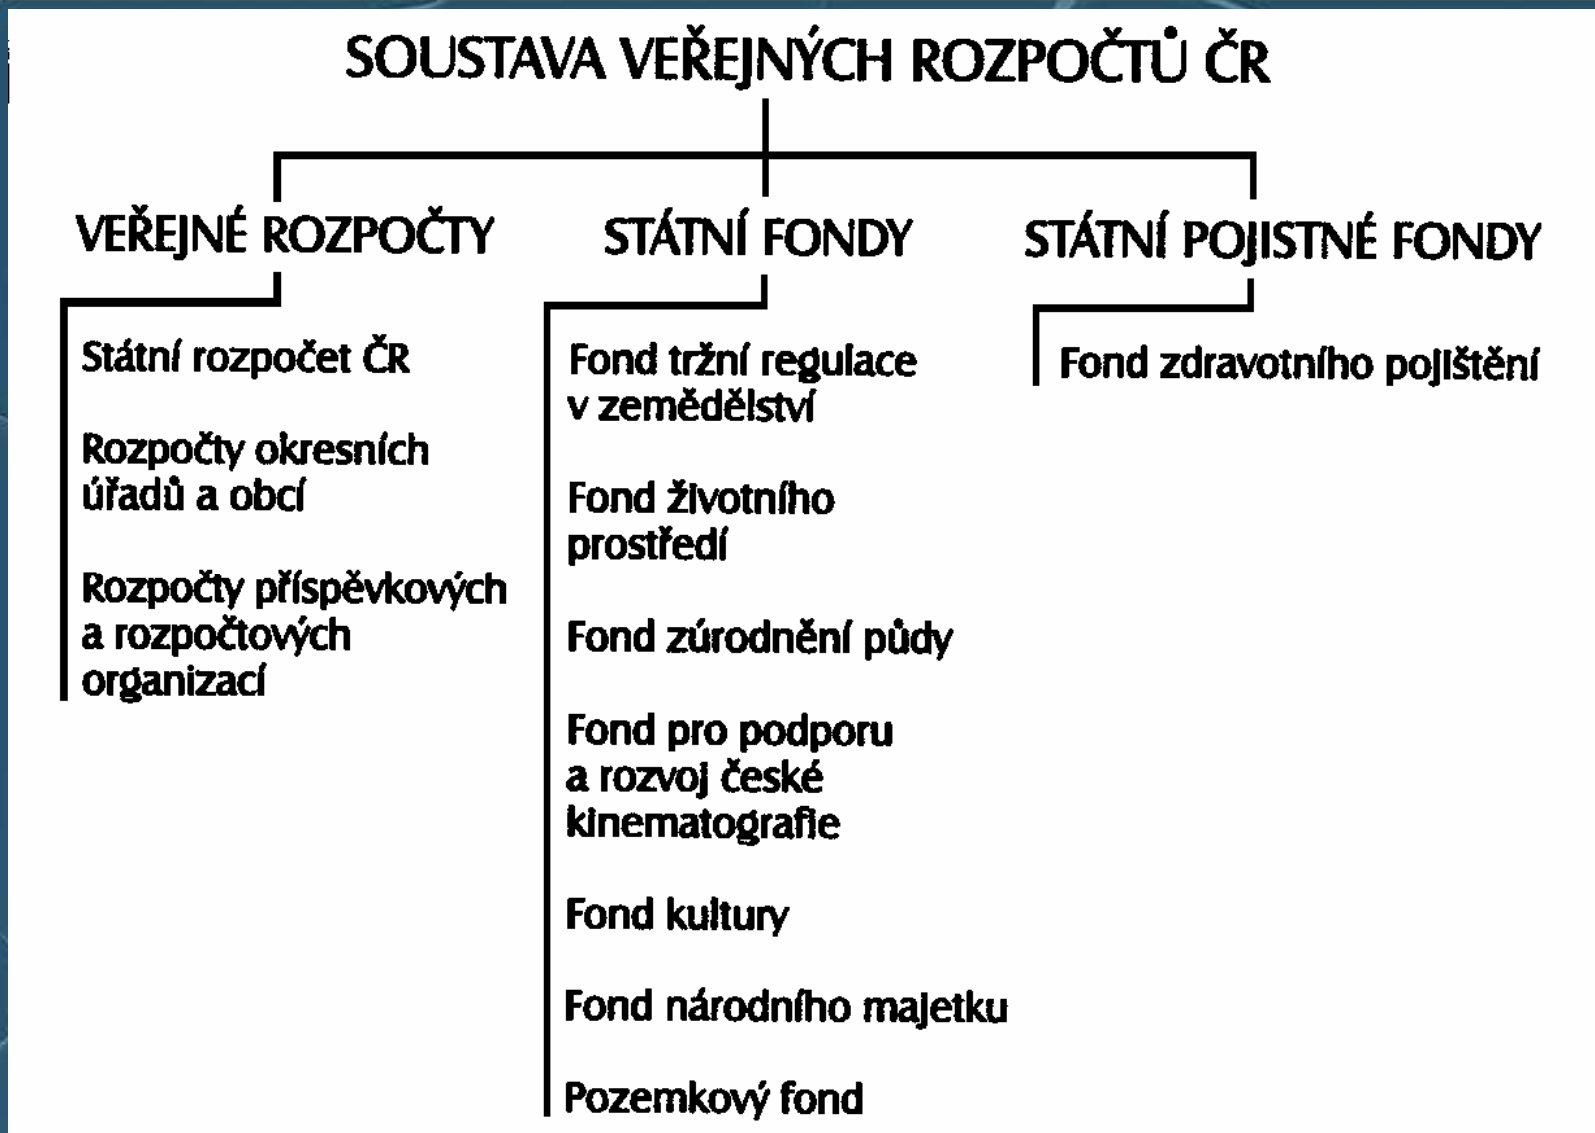 SOUSTAVA VEŘEJNÝCH ROZPOČTŮ ČR
VEŘEJNÉ ROZPOČTY
Státní rozpočet ČR
Rozpočty okresních
úřadů a obcí
Rozpočty příspěvkových
a rozpočtových
organizací
STÁTNÍ FONDY
Fond tržní regulace
v zemědělství
Fond životního
prostředí
Fond zúrodnění půdy
Fond pro podporu
a rozvoj české
kinematografie
Fond kultury
Fond národního majetku
Pozemkový fond
STÁTNÍ POJISTNÉ FONDY
Fond zdravotního pojištění